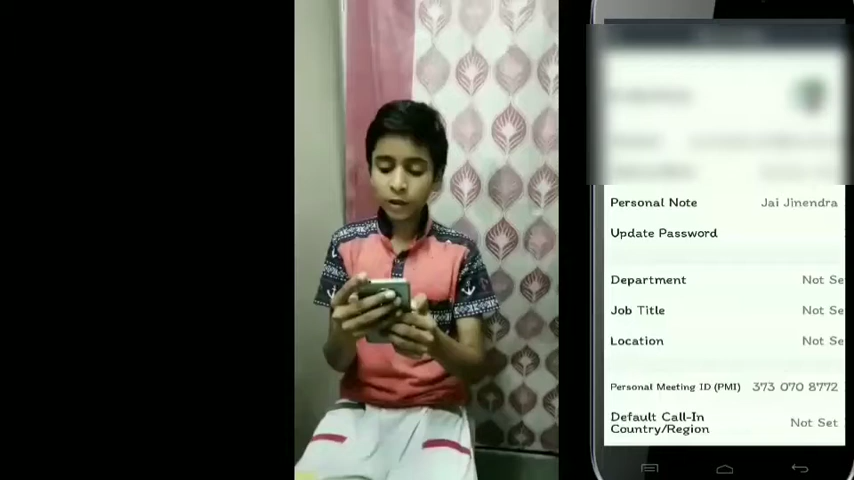 Personal Note Jai Jinendra
Update Password
Department Not Se
Job Title Not Se
Location Not Se
Personal Meeting ID (PMI) 373 070 8772
Default Call-In
Country/Region Not Set